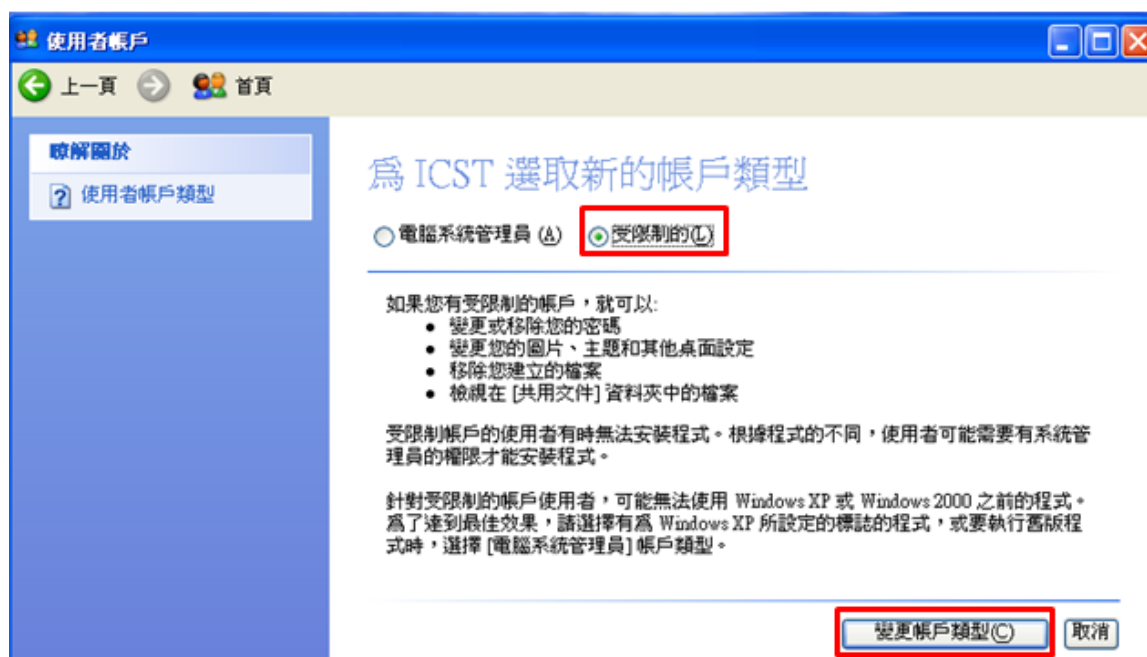 使用者帳戶
上一頁 首頁
瞭解關於
使用者帳戶類型
為 ICST 選取新的帳戶類型
電腦系統管理員 (A) 受限制的(L)
如果您有受限制的帳戶，就可以:
• 變更或移除您的密碼
• 變更您的圖片、主題和其他桌面設定
• 移除您建立的檔案
• 檢視在 [共用文件] 資料夾中的檔案
受限制帳戶的使用者有時無法安裝程式。根據程式的不同，使用者可能需要有系統管
理員的權限才能安裝程式。
針對受限制的帳戶使用者，可能無法使用 Windows XP 或 Windows 2000 之前的程式。
為了達到最佳效果，請選擇有為 Windows XP 所設定的標誌的程式，或要執行舊版程
式時，選擇 [電腦系統管理員] 帳戶類型。
變更帳戶類型(C) 取消